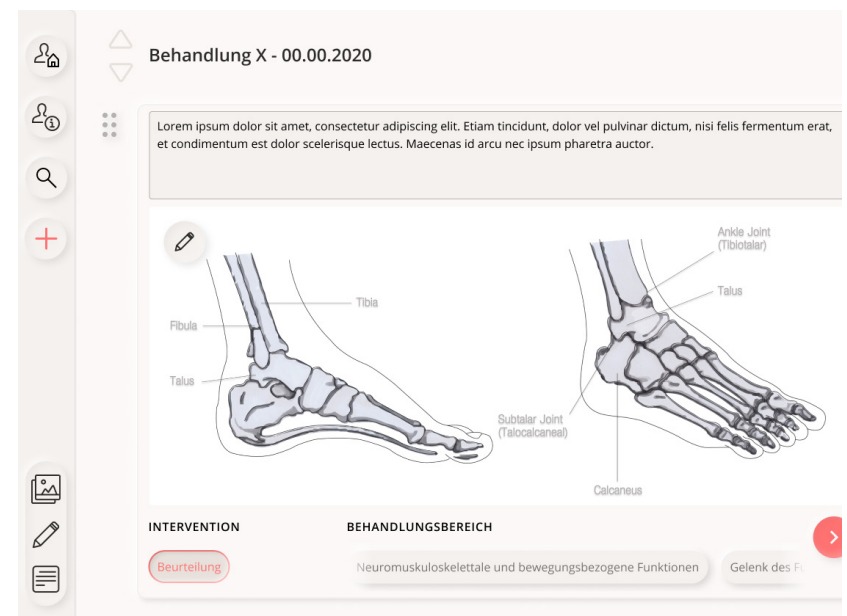 Behandlung X - 00.00.2020
Lorem ipsum dolor sit amet, consectetur adipiscing elit. Etiam tincidunt, dolor vel pulvinar dictum, nisi felis fermentum erat,
et condimentum est dolor scelerisque lectus. Maecenas id arcu nec ipsum pharetra auctor.
Ankle Joint
(Tibiotalar)
Talus
Tibia
Fibula
Talus
Subtalar Joint
(Talocalcaneal)
Calcaneus
INTERVENTION
BEHANDLUNGSBEREICH
Beurteilung
Neuromuskuloskelettale und bewegungsbezogene Funktionen
Gelenk des